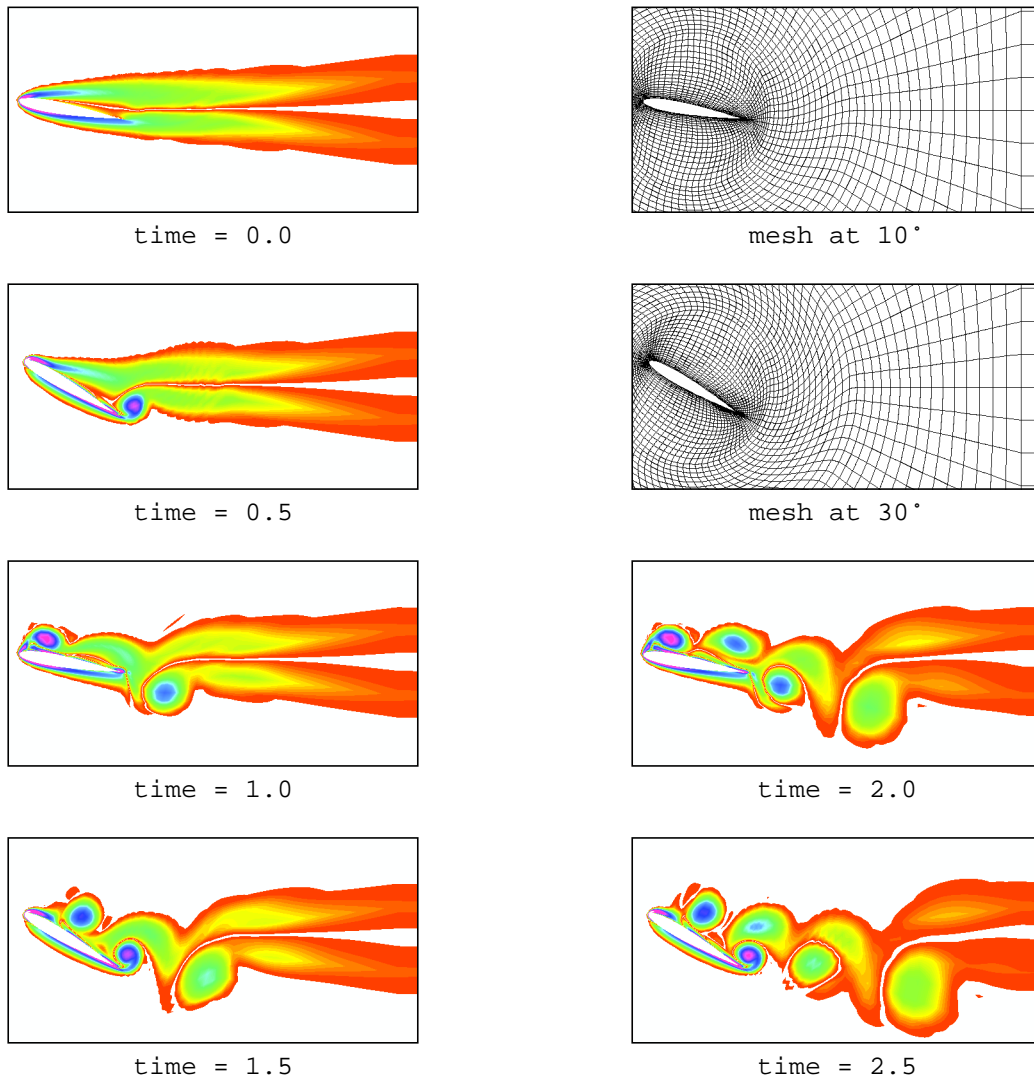 time = 0.0
mesh at 10°
time = 0.5
mesh at 30°
time = 1.0
time = 2.0
time = 1.5
time = 2.5